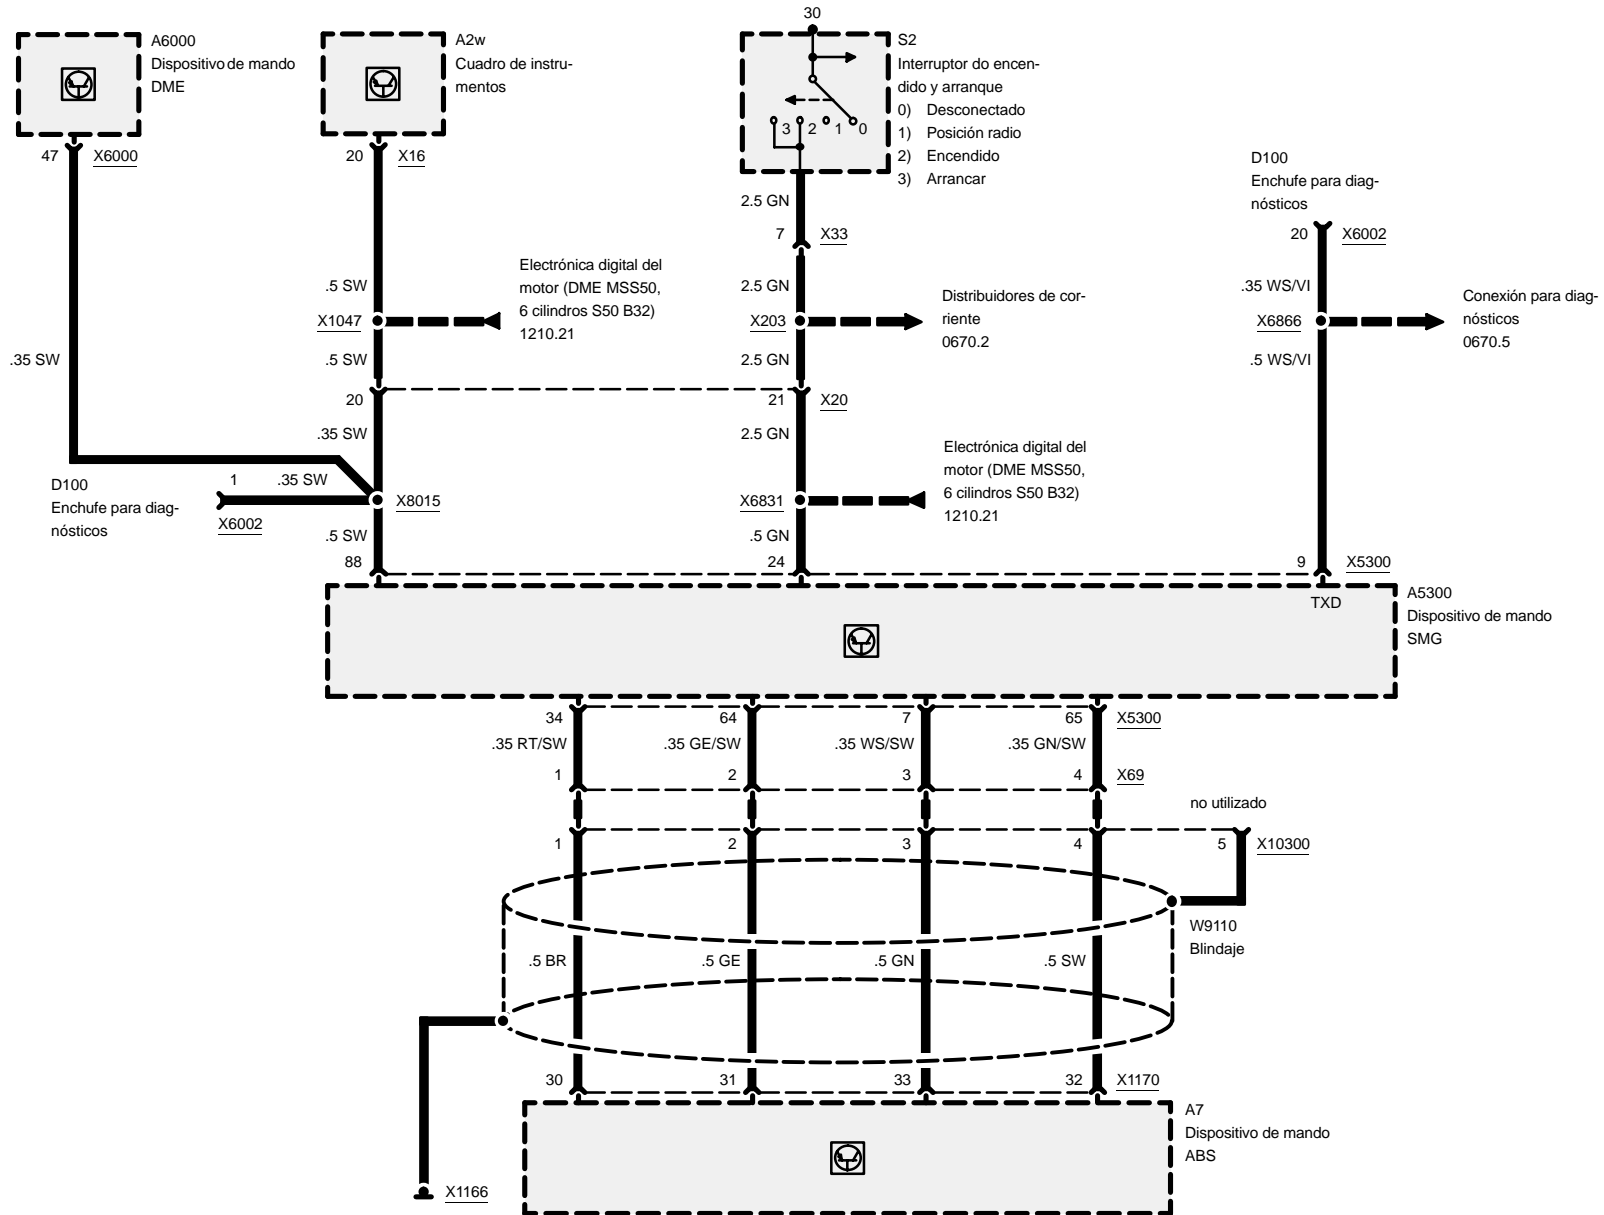 30
A6000
Dispositivo de mando
DME
A2w
Cuadro de instru-
mentos
S2
Interruptor do encen-
dido y arranque
0) Desconectado
1) Posición radio
2) Encendido
3) Arrancar
3 2 1 0
47 X6000
20 X16
D100
Enchufe para diag-
nósticos
2.5 GN
7 X33
20 X6002
Electrónica digital del
motor (DME MSS50,
6 cilindros S50 B32)
1210.21
.5 SW
2.5 GN
.35 WS/VI
Distribuidores de cor-
riente
0670.2
Conexión para diag-
nósticos
0670.5
X1047
X203
X6866
.35 SW
.5 SW
2.5 GN
.5 WS/VI
20
21 X20
.35 SW
2.5 GN
Electrónica digital del
motor (DME MSS50,
6 cilindros S50 B32)
1210.21
D100
Enchufe para diag-
nósticos
1 .35 SW
X6002
X8015
X6831
.5 SW
.5 GN
88
24
9 X5300
TXD
A5300
Dispositivo de mando
SMG
34 64 7 65 X5300
.35 RT/SW .35 GE/SW .35 WS/SW .35 GN/SW
1 2 3 4 X69
no utilizado
1 2 3 4 5 X10300
W9110
Blindaje
.5 BR .5 GE .5 GN .5 SW
30 31 33 32 X1170
A7
Dispositivo de mando
ABS
X1166